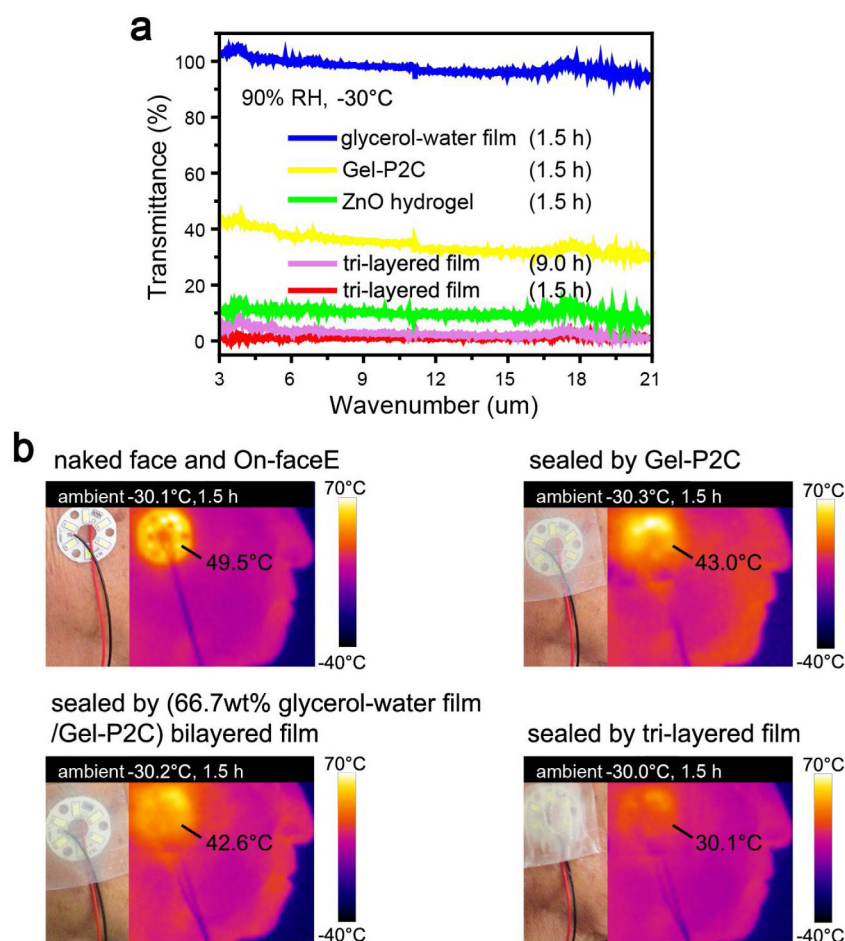 a
Transmittance (%)
100
80
60
40
20
0
90% RH, -30°C
glycerol-water film (1.5 h)
Gel-P2C (1.5 h)
ZnO hydrogel (1.5 h)
tri-layered film (9.0 h)
tri-layered film (1.5 h)
3 6 9 12 15 18 21
Wavenumber (um)
b
naked face and On-faceE
ambient -30.1°C,1.5 h
49.5°C
70°C
-40°C
sealed by Gel-P2C
ambient -30.3°C, 1.5 h
43.0°C
70°C
-40°C
sealed by (66.7wt% glycerol-water film
/Gel-P2C) bilayered film
ambient -30.2°C, 1.5 h
42.6°C
70°C
-40°C
sealed by tri-layered film
ambient -30.0°C, 1.5 h
30.1°C
70°C
-40°C